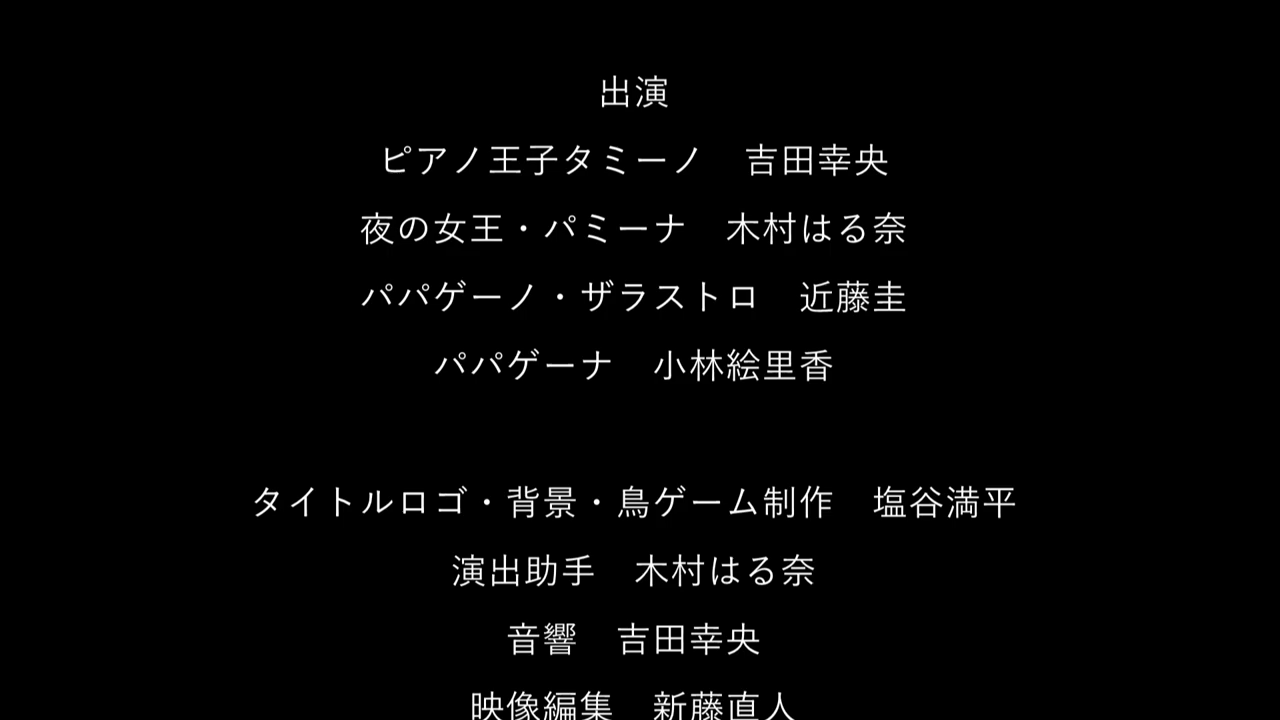 出演
ピアノ王子タミーノ　吉田幸央
夜の女王・パミーナ　木村はる奈
パパゲーノ・ザラストロ　近藤圭
パパゲーナ　小林絵里香
タイトルロゴ・背景・鳥ゲーム制作　塩谷満平
演出助手　木村はる奈
音響　吉田幸央
映像編集　新藤直人